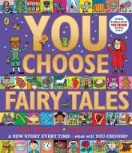 YOU
CHOOSE
FAIRY TALES
A NEW STORY EVERY TIME – what will YOU CHOOSE?